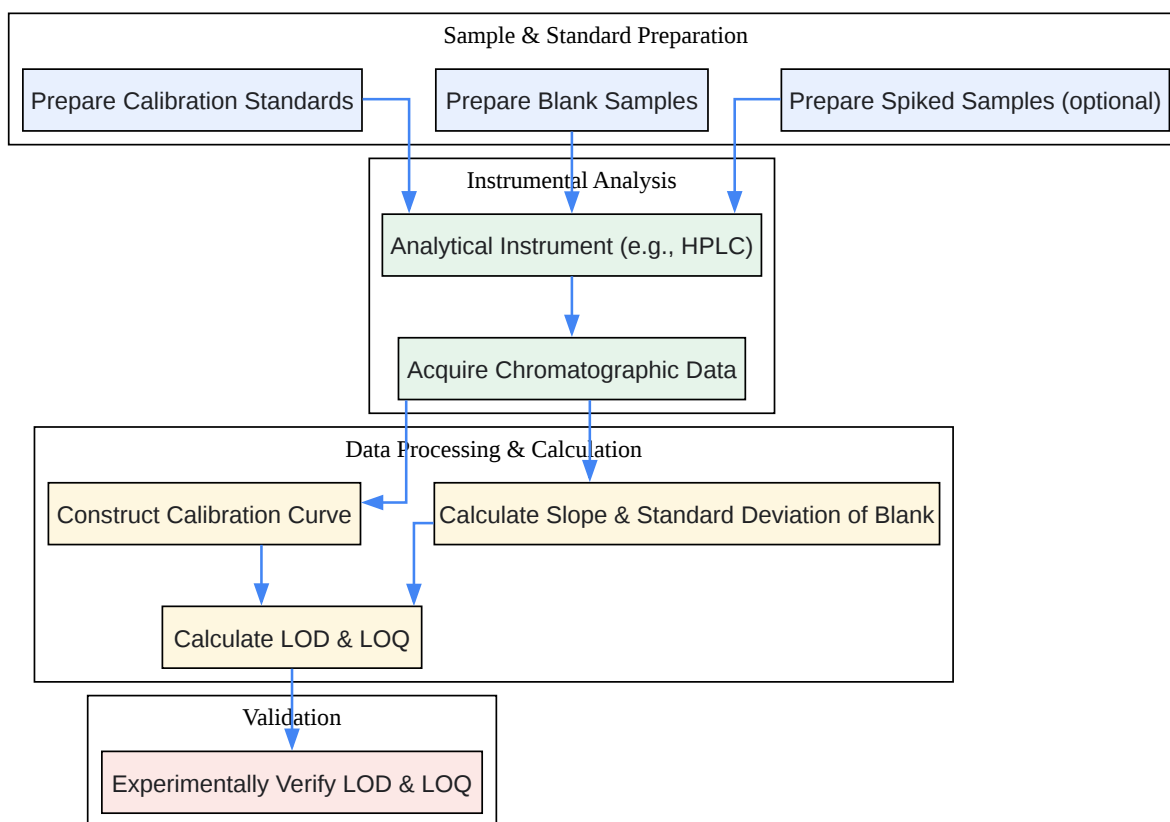 Sample & Standard Preparation
Prepare Calibration Standards
Prepare Blank Samples
Prepare Spiked Samples (optional)
Instrumental Analysis
Analytical Instrument (e.g., HPLC)
Acquire Chromatographic Data
Data Processing & Calculation
Construct Calibration Curve
Calculate Slope & Standard Deviation of Blank
Calculate LOD & LOQ
Validation
Experimentally Verify LOD & LOQ